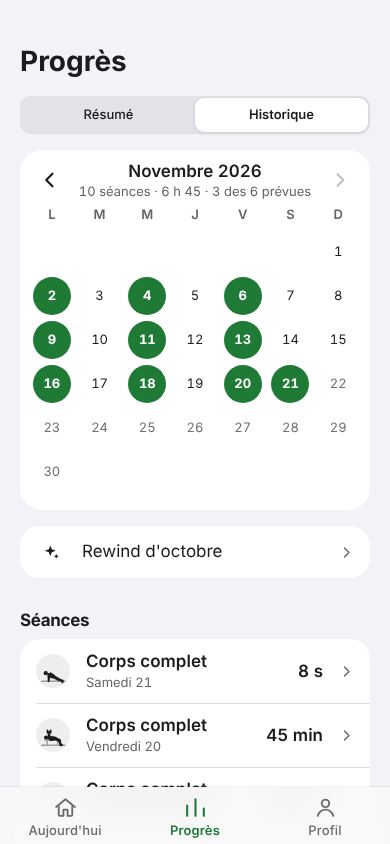 Progrès
Résumé Historique
Novembre 2026
10 séances · 6 h 45 · 3 des 6 prévues
L M M J V S D
1
2 3 4 5 6 7 8
9 10 11 12 13 14 15
16 17 18 19 20 21 22
23 24 25 26 27 28 29
30
Rewind d'octobre
Séances
Corps complet
8 s
Samedi 21
Corps complet
45 min
Vendredi 20
Corps complet
Aujourd'hui Progrès Profil